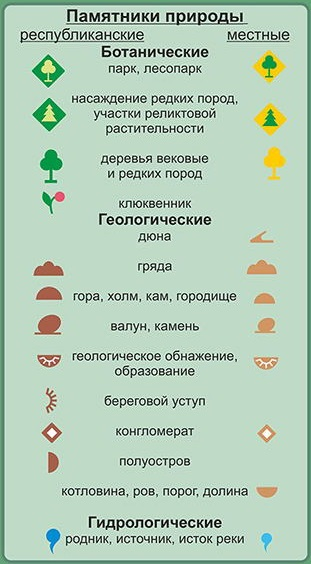 Памятники природы
республиканские местные
Ботанические
парк, лесопарк
насаждение редких пород,
участки реликтовой
растительности
деревья вековые
и редких пород
клюквенник
Геологические
дюна
гряда
гора, холм, кам, городище
валун, камень
геологическое обнажение,
образование
береговой уступ
конгломерат
полуостров
котловина, ров, порог, долина
Гидрологические
родник, источник, исток реки